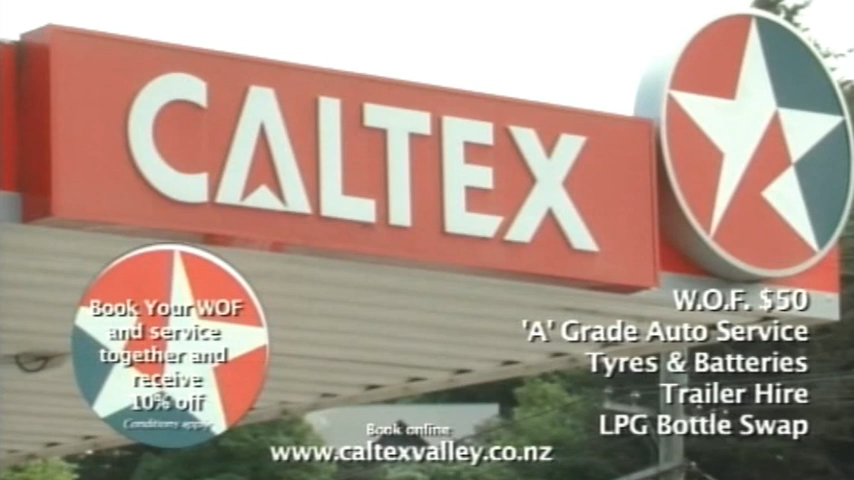 CALTEX
W.O.F. $50
'A' Grade Auto Service
Tyres & Batteries
Trailer Hire
LPG Bottle Swap
Book Your WOF
and service
together and
receive
10% off
Conditions apply
Book online
www.caltexvalley.co.nz